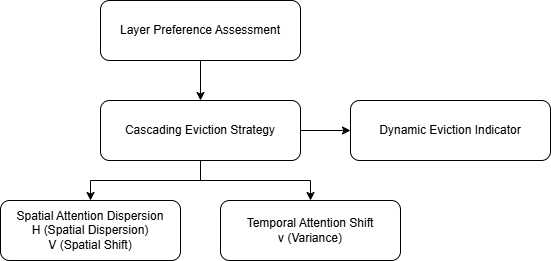 Layer Preference Assessment
Cascading Eviction Strategy
Dynamic Eviction Indicator
Spatial Attention Dispersion
H (Spatial Dispersion)
V (Spatial Shift)
Temporal Attention Shift
v (Variance)